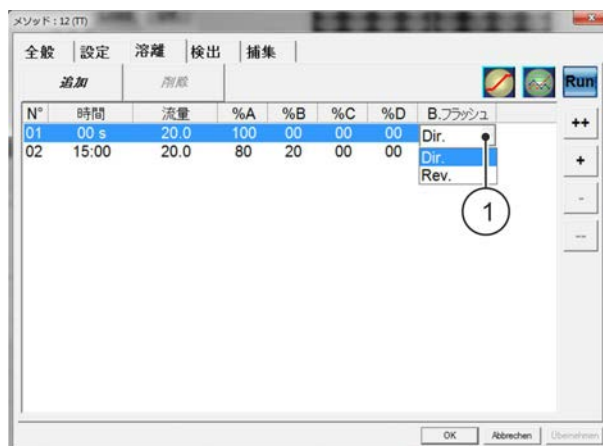 メソッド : 12 (TT)
全般 設定 溶離 検出 捕集
追加 削除 Run
N° 時間 流量 %A %B %C %D B.フラッシュ
01 00 s 20.0 100 00 00 00 Dir.
02 15:00 20.0 80 20 00 00 Dir.
Rev.
1
++
+
-
--
OK Abbrechen Übernehmen